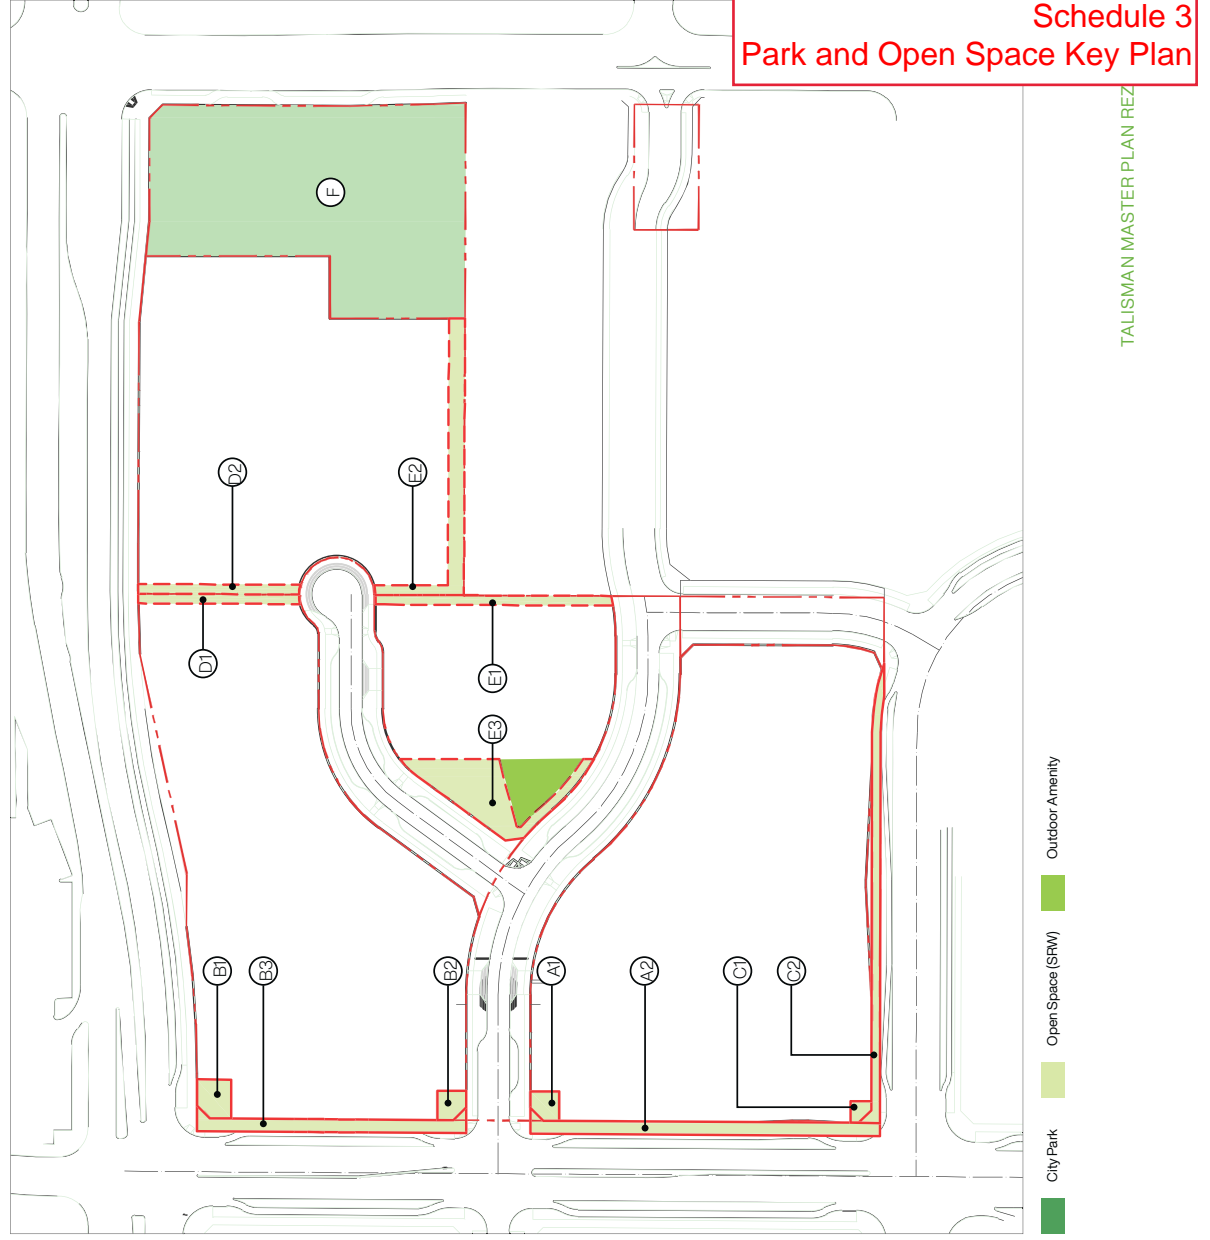 Schedule 3
Park and Open Space Key Plan
TALISMAN MASTER PLAN REZ
F
D2
E2
D1
E1
E3
B1
B3
B2
A1
A2
C1
C2
Outdoor Amenity
Open Space (SRW)
City Park